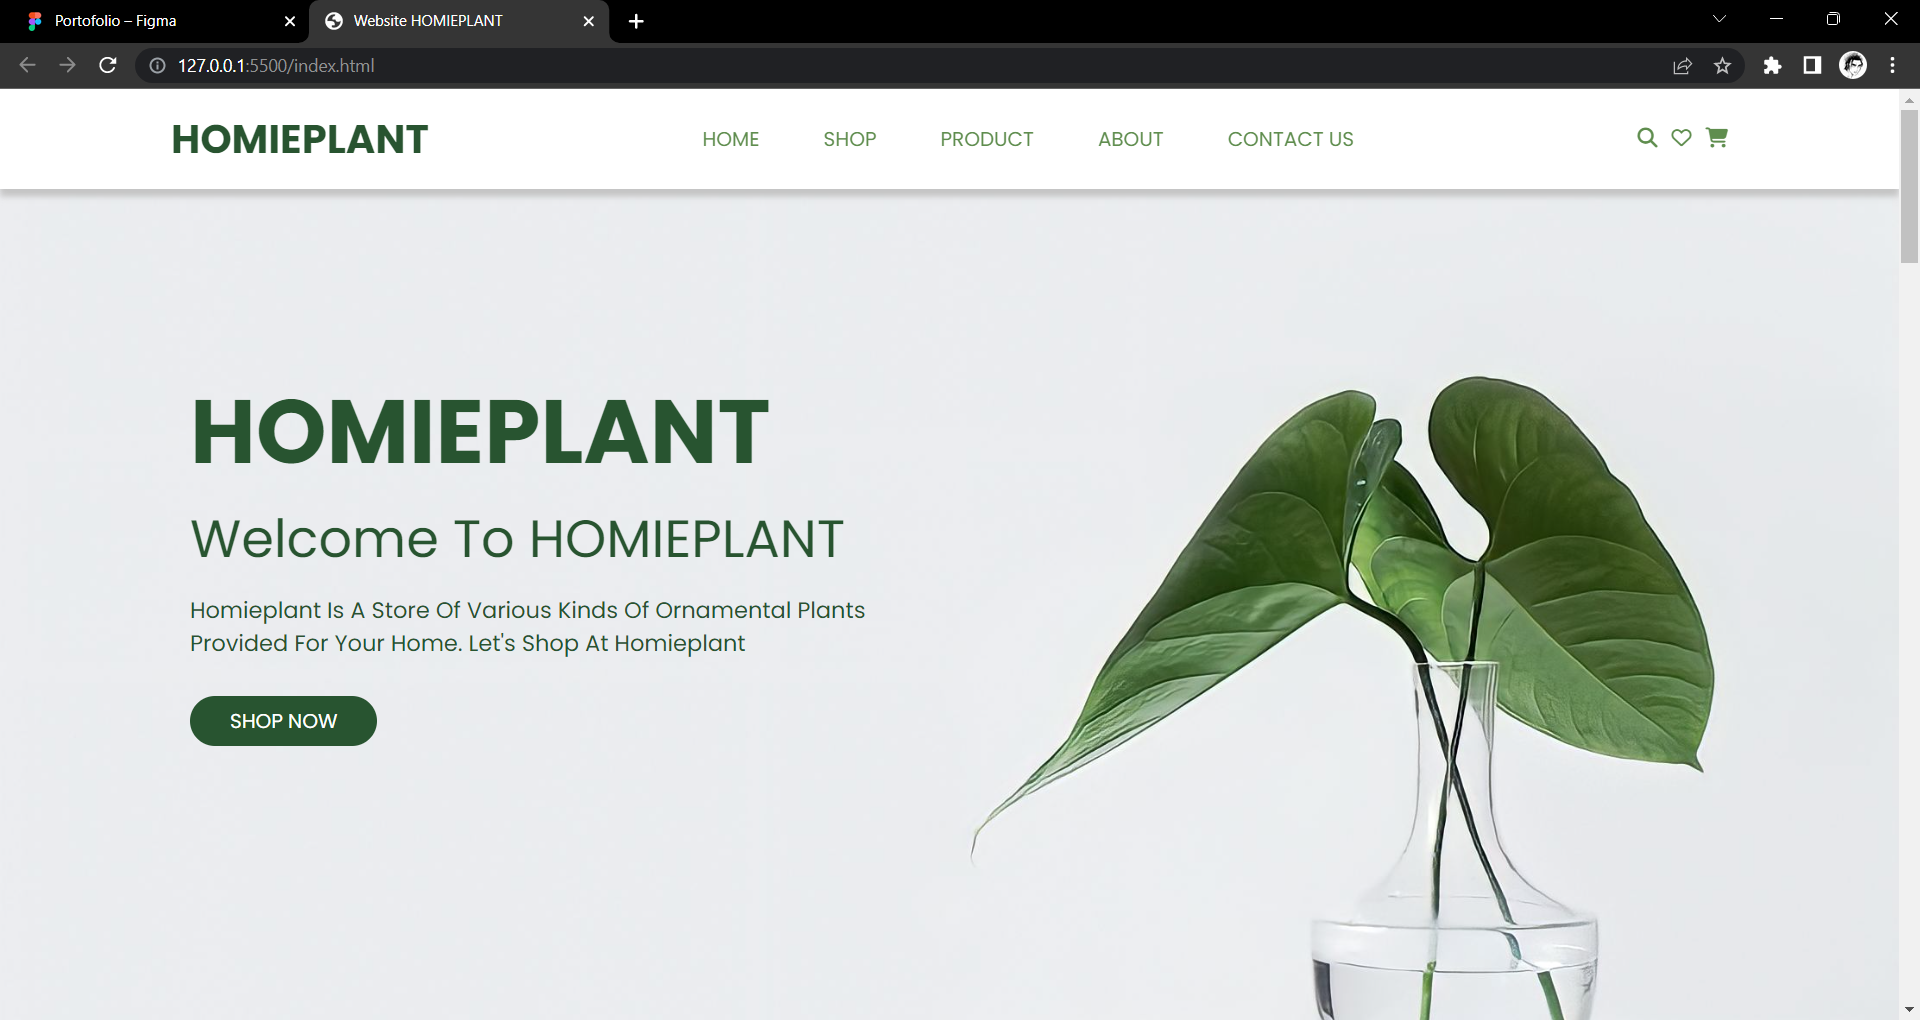 Portofolio – Figma
Website HOMIEPLANT
127.0.0.1:5500/index.html
HOMIEPLANT
HOME SHOP PRODUCT ABOUT CONTACT US
HOMIEPLANT
Welcome To HOMIEPLANT
Homieplant Is A Store Of Various Kinds Of Ornamental Plants
Provided For Your Home. Let's Shop At Homieplant
SHOP NOW